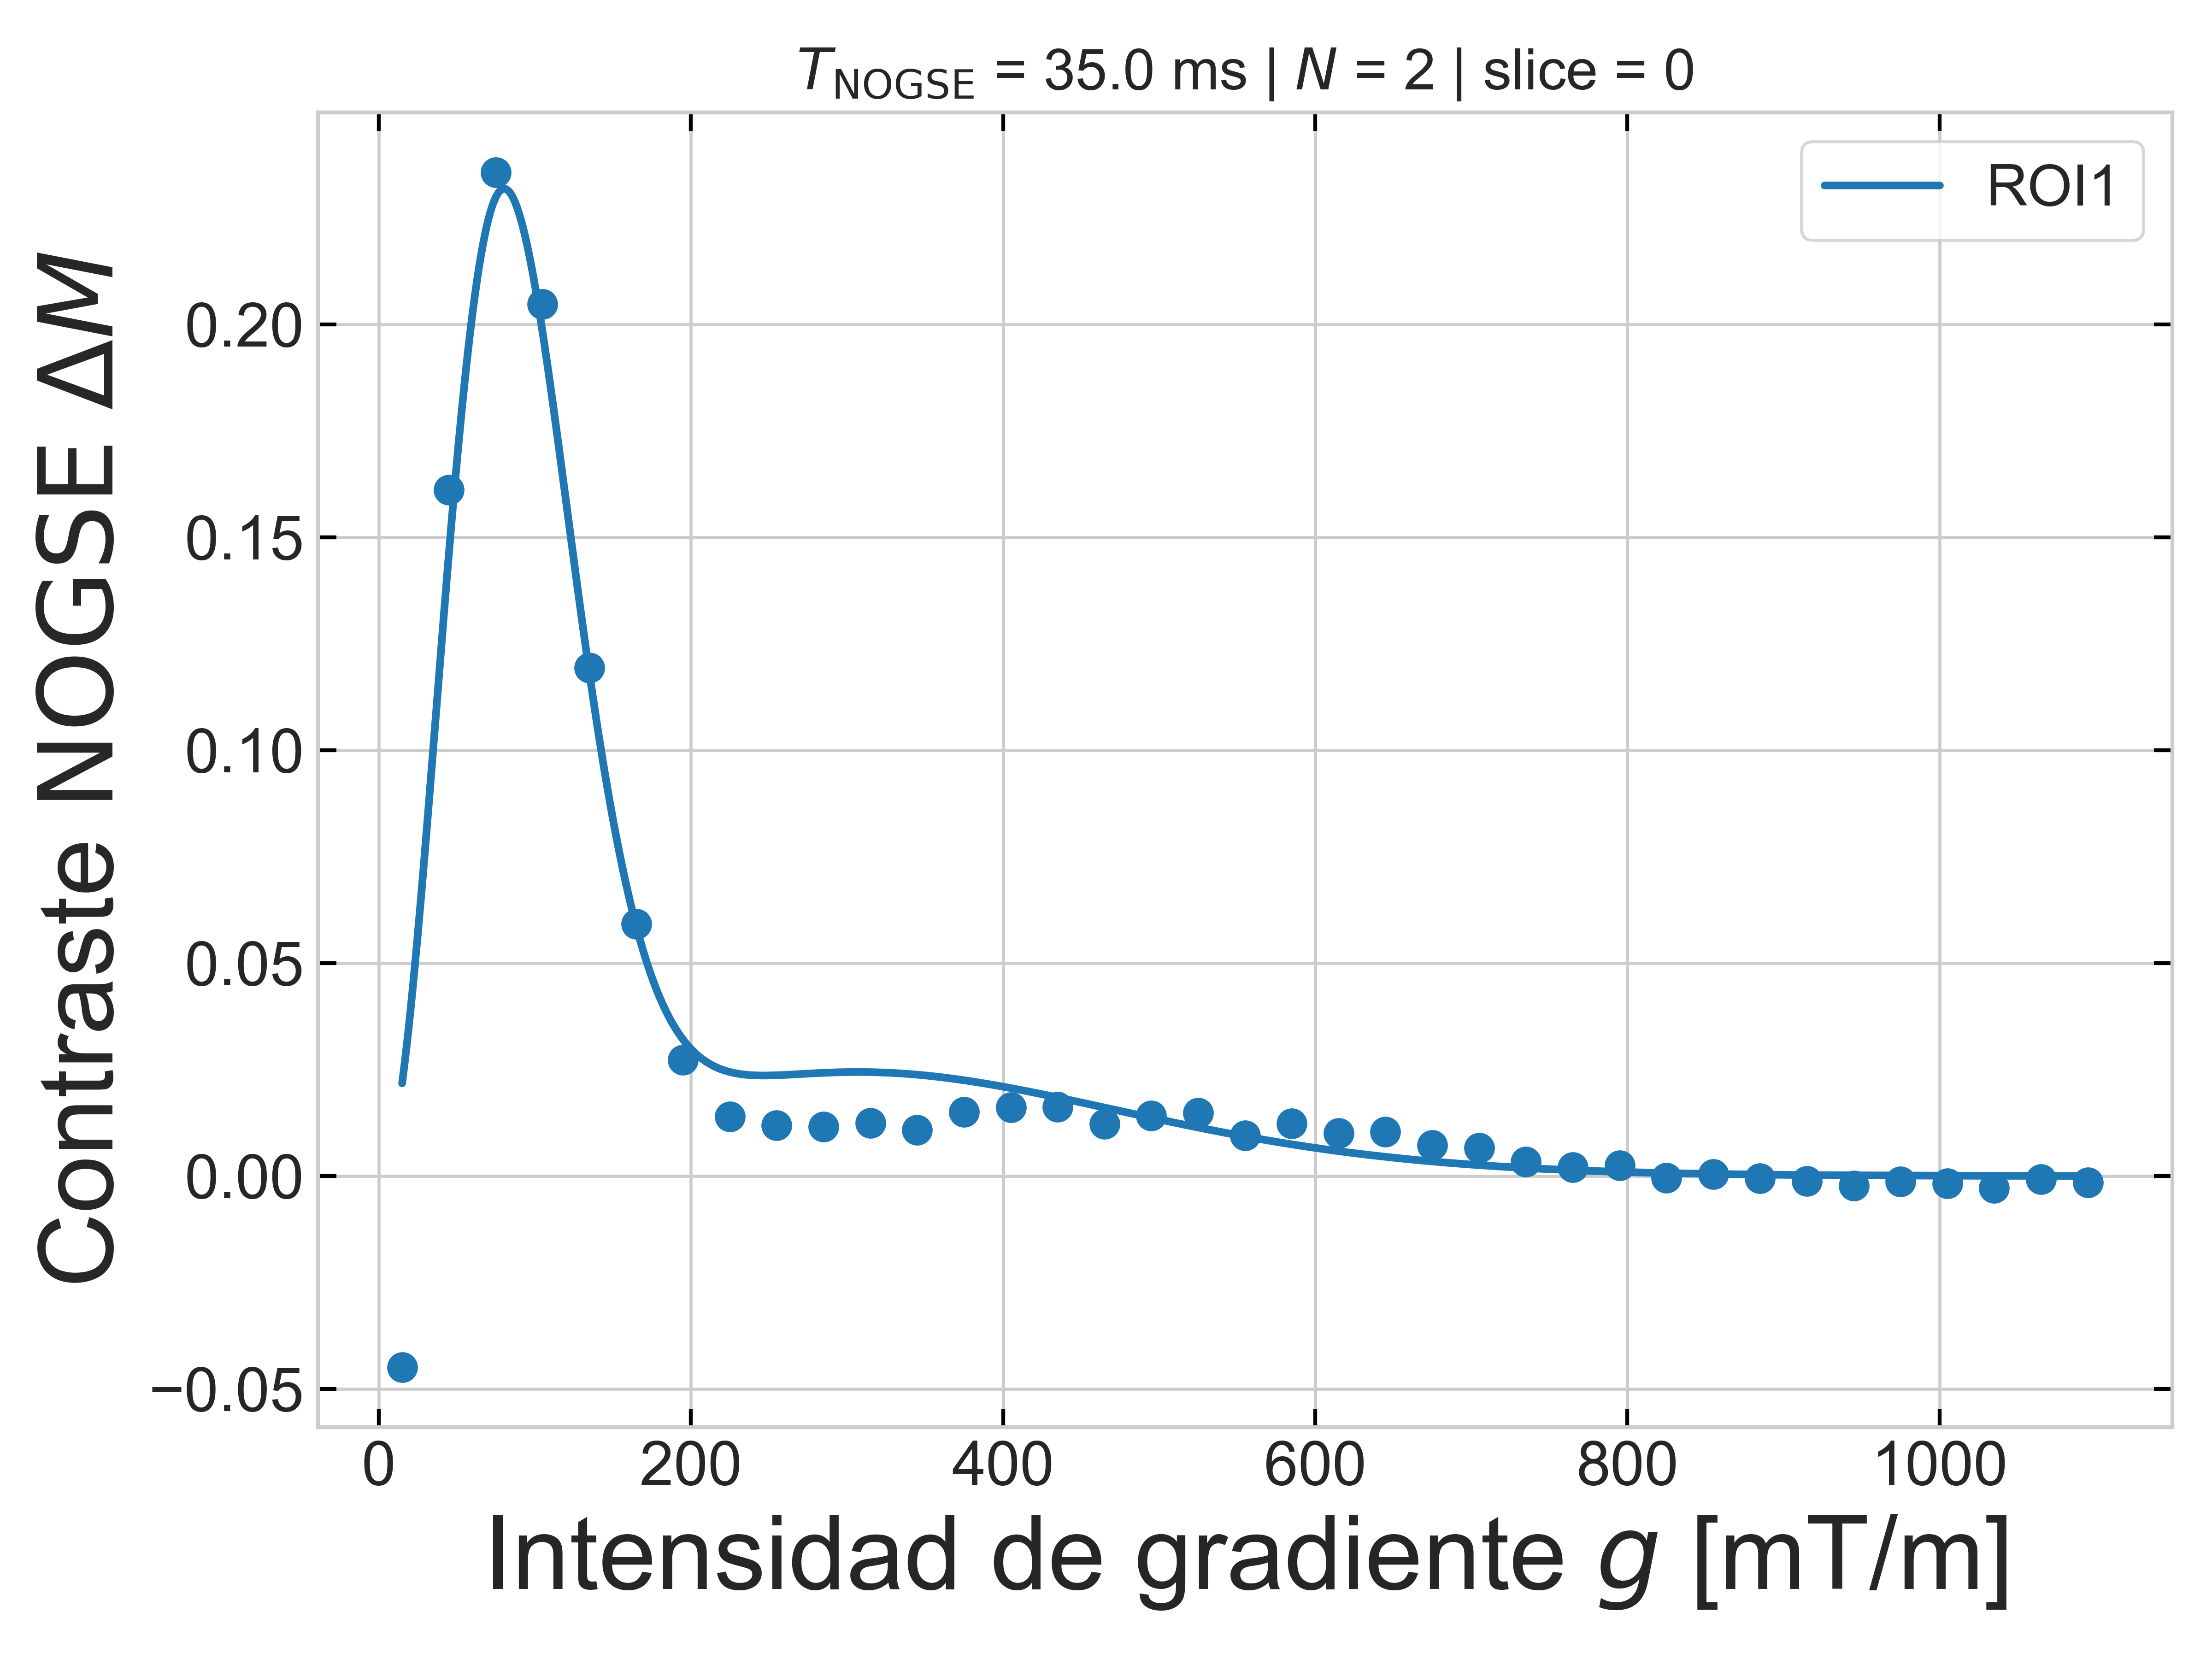 T_NOGSE = 35.0 ms | N = 2 | slice = 0
ROI1
Contraste NOGSE ΔM
0.20
0.15
0.10
0.05
0.00
−0.05
0 200 400 600 800 1000
Intensidad de gradiente g [mT/m]